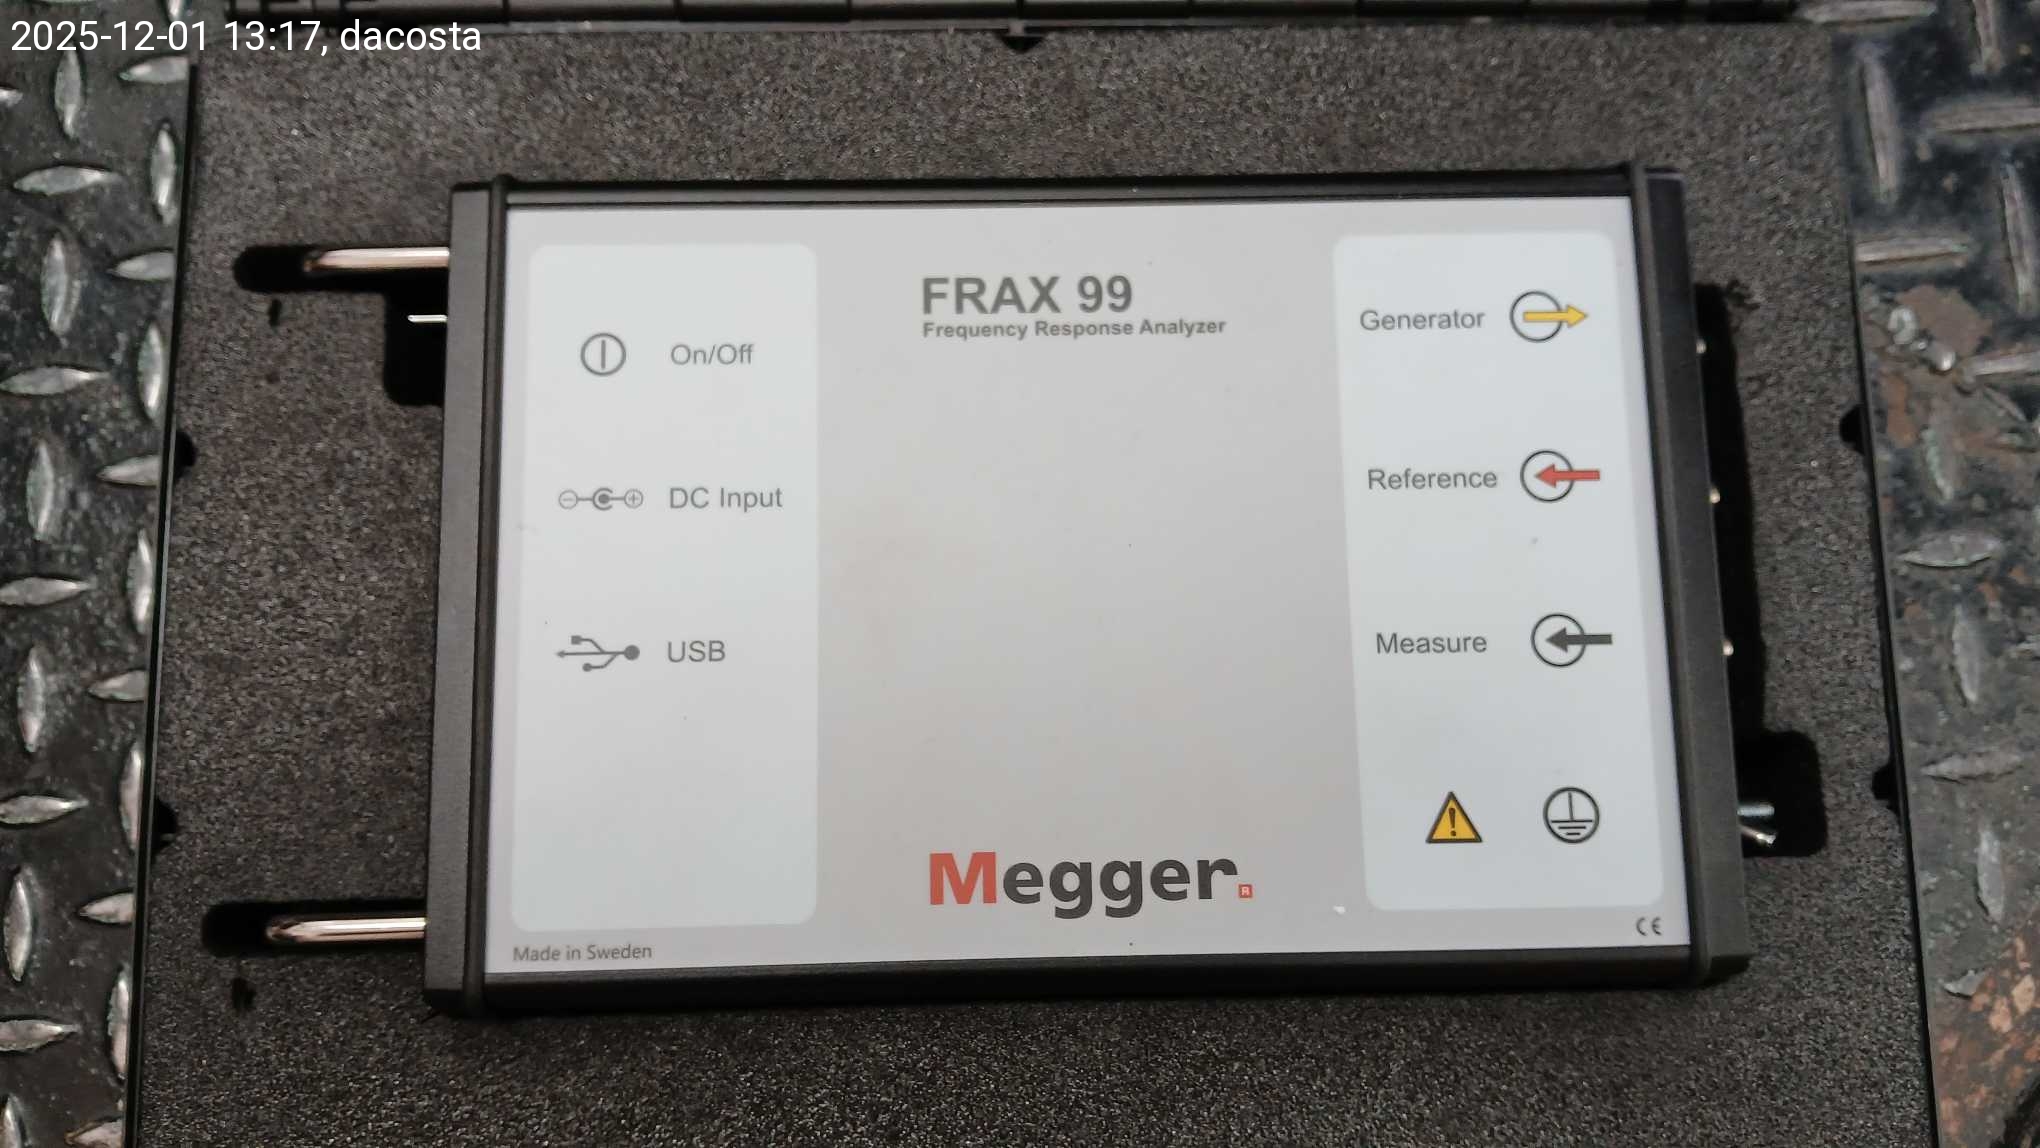 2025-12-01 13:17, dacosta
FRAX 99
Frequency Response Analyzer
On/Off
DC Input
USB
Generator
Reference
Measure
Megger
R
Made in Sweden
CE